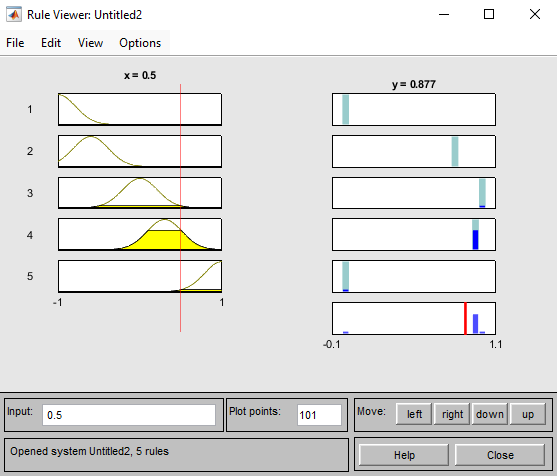 Rule Viewer: Untitled2
File Edit View Options
x = 0.5
y = 0.877
1
2
3
4
5
-1 1
-0.1 1.1
Input: 0.5 Plot points: 101 Move: left right down up
Opened system Untitled2, 5 rules Help Close